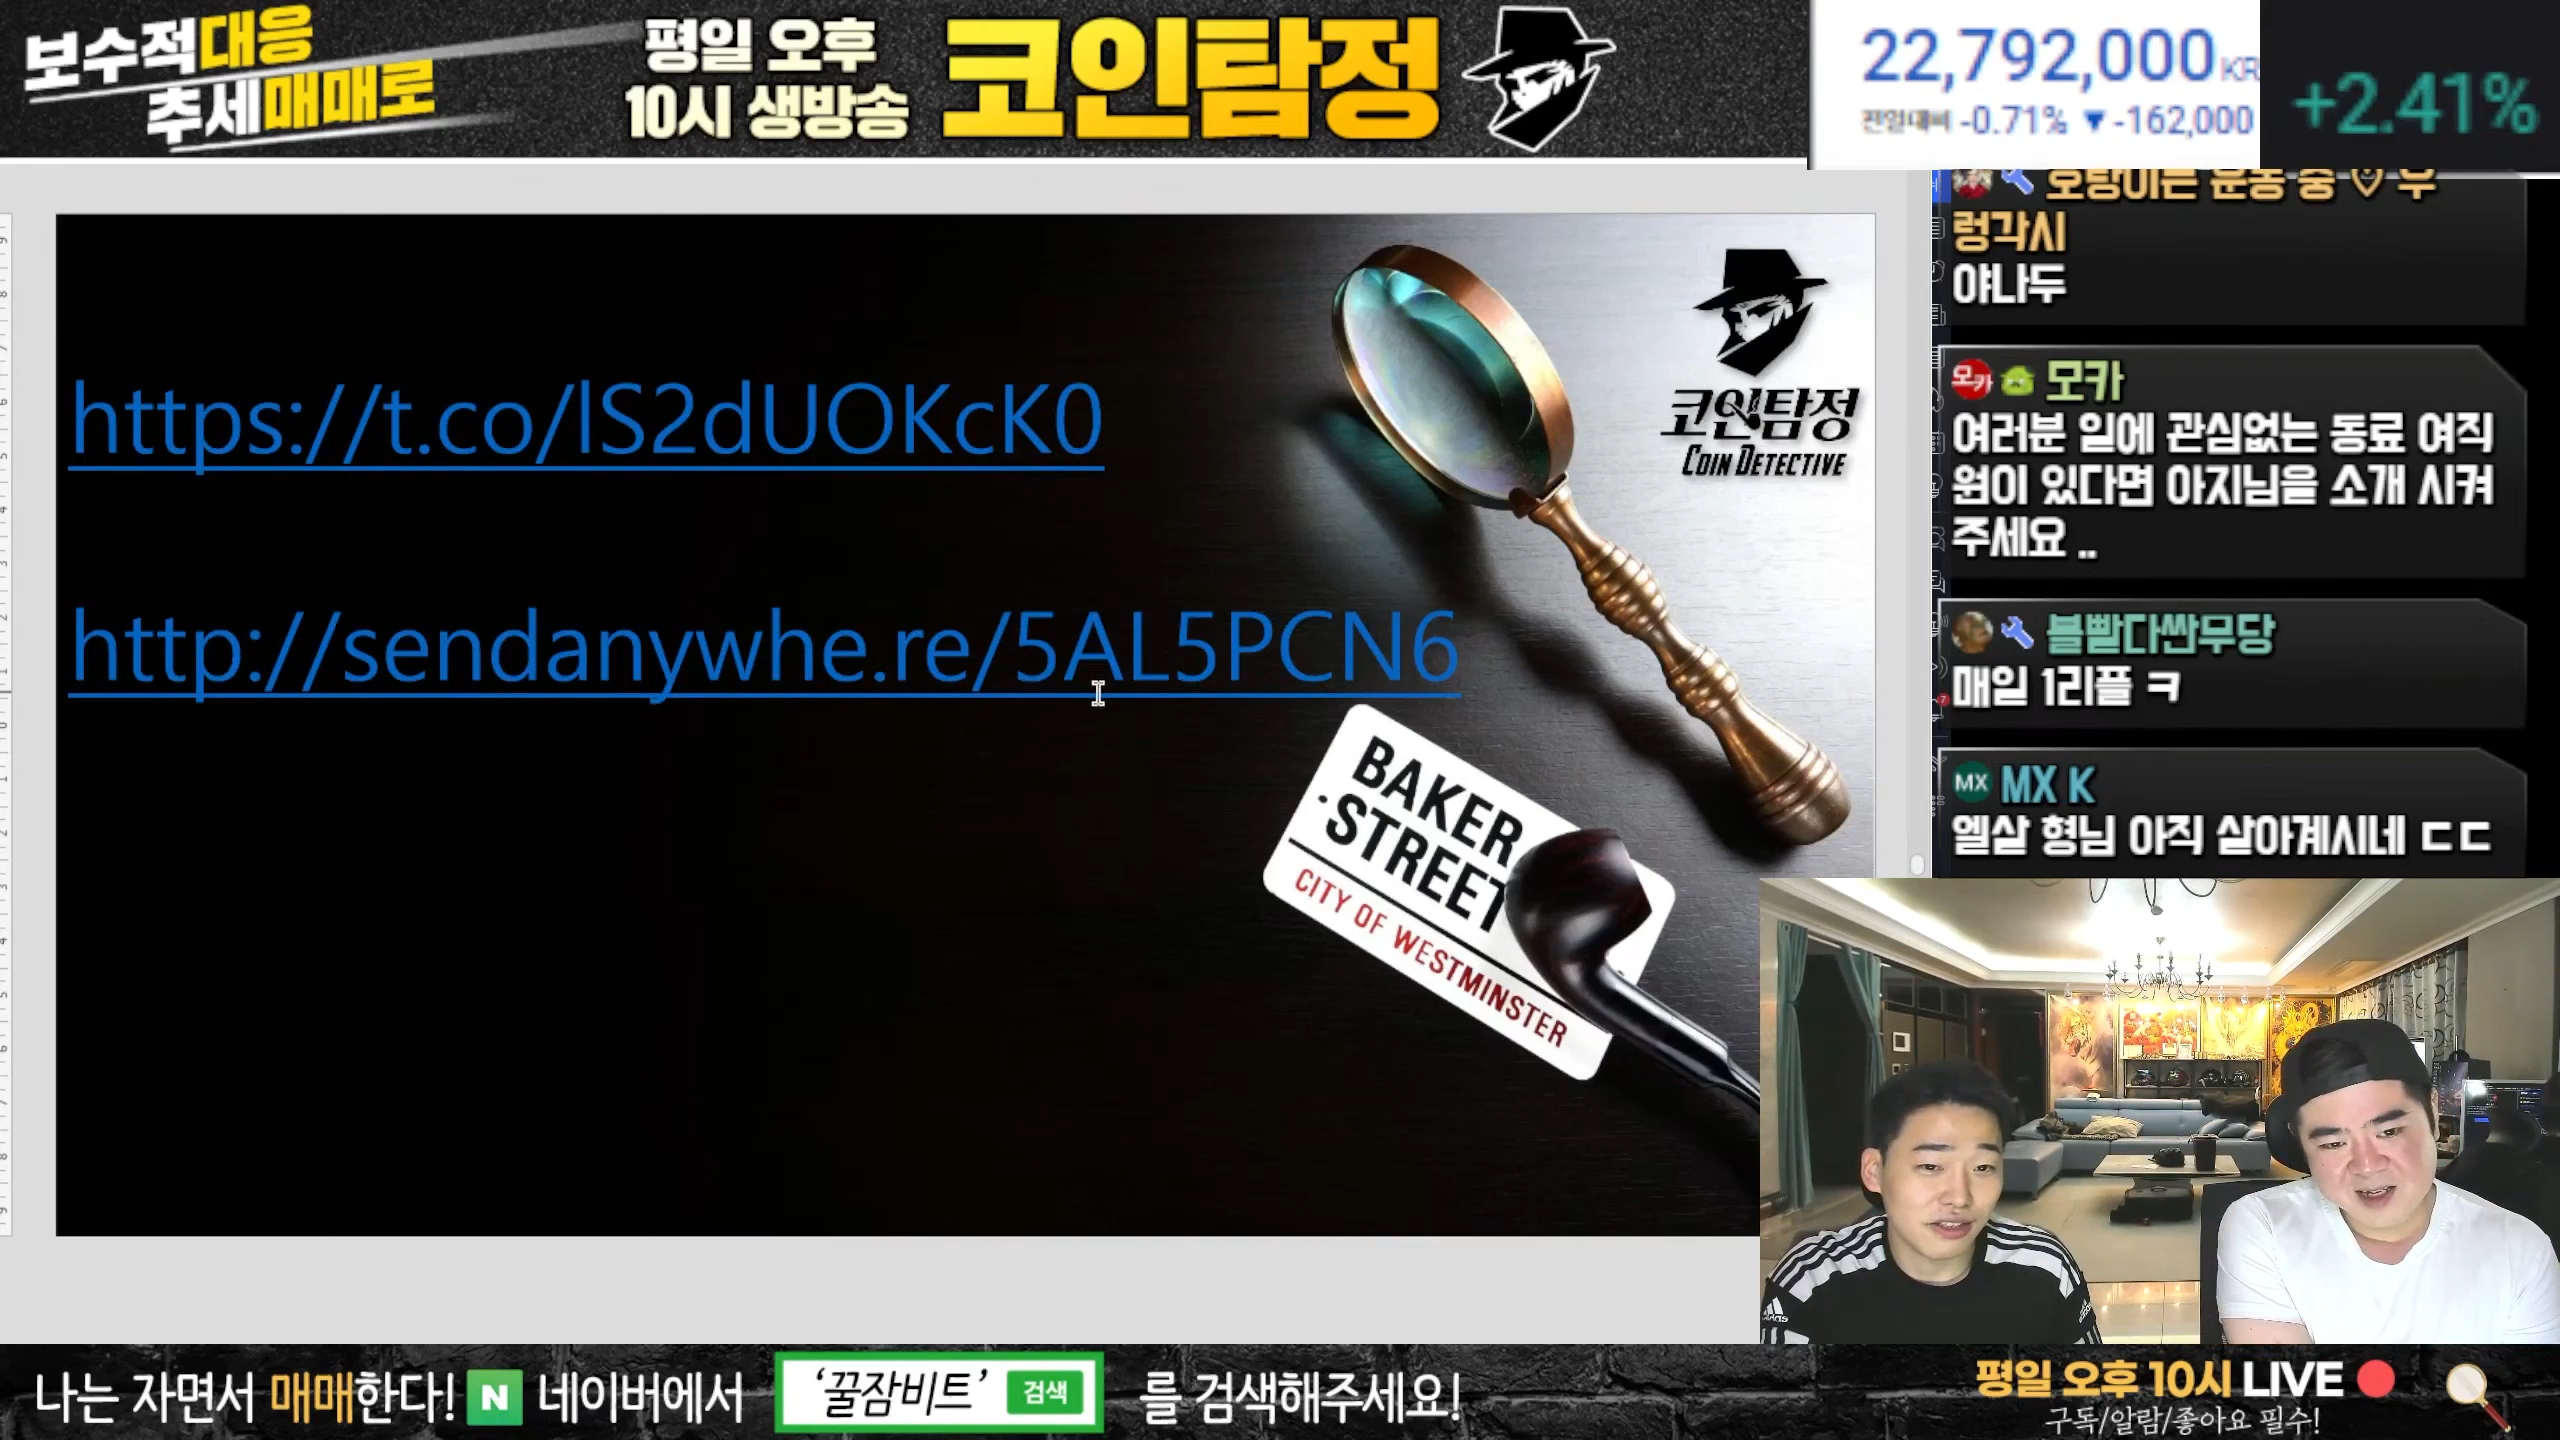 보수적대응
추세매매로
평일 오후
10시 생방송
코인탐정
22,792,000 KR
전일대비 -0.71% ▼ -162,000
+2.41%
https://t.co/lS2dUOKcK0
http://sendanywhe.re/5AL5PCN6
코인탐정
COIN DETECTIVE
BAKER
STREET
CITY OF WESTMINSTER
렁각시
야나두
모카 모카
여러분 일에 관심없는 동료 여직
원이 있다면 아지님을 소개 시켜
주세요 ..
블빨다싼무당
매일 1리플 ㅋ
MX MX K
엘살 형님 아직 살아계시네 ㄷㄷ
나는 자면서 매매한다! N 네이버에서 '꿀잠비트' 검색 를 검색해주세요!
평일 오후 10시 LIVE
구독/알람/좋아요 필수!